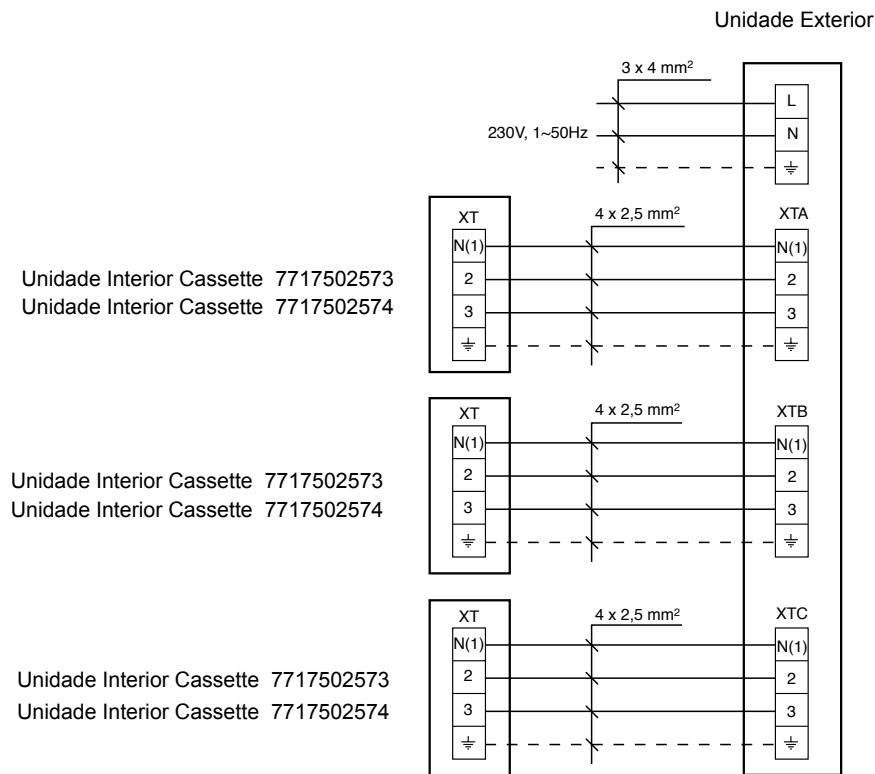 Unidade Exterior
3 x 4 mm²
L
230V, 1~50Hz
N
⏚
XT
4 x 2,5 mm²
XTA
N(1)
N(1)
Unidade Interior Cassette 7717502573
2
2
Unidade Interior Cassette 7717502574
3
3
⏚
⏚
XT
4 x 2,5 mm²
XTB
N(1)
N(1)
Unidade Interior Cassette 7717502573
2
2
Unidade Interior Cassette 7717502574
3
3
⏚
⏚
XT
4 x 2,5 mm²
XTC
N(1)
N(1)
Unidade Interior Cassette 7717502573
2
2
Unidade Interior Cassette 7717502574
3
3
⏚
⏚